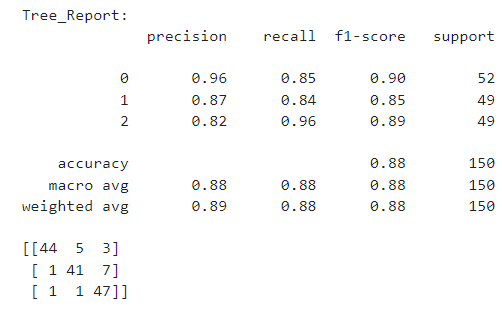 Tree_Report:
precision recall f1-score support
0 0.96 0.85 0.90 52
1 0.87 0.84 0.85 49
2 0.82 0.96 0.89 49
accuracy 0.88 150
macro avg 0.88 0.88 0.88 150
weighted avg 0.89 0.88 0.88 150
[[44 5 3]
[ 1 41 7]
[ 1 1 47]]